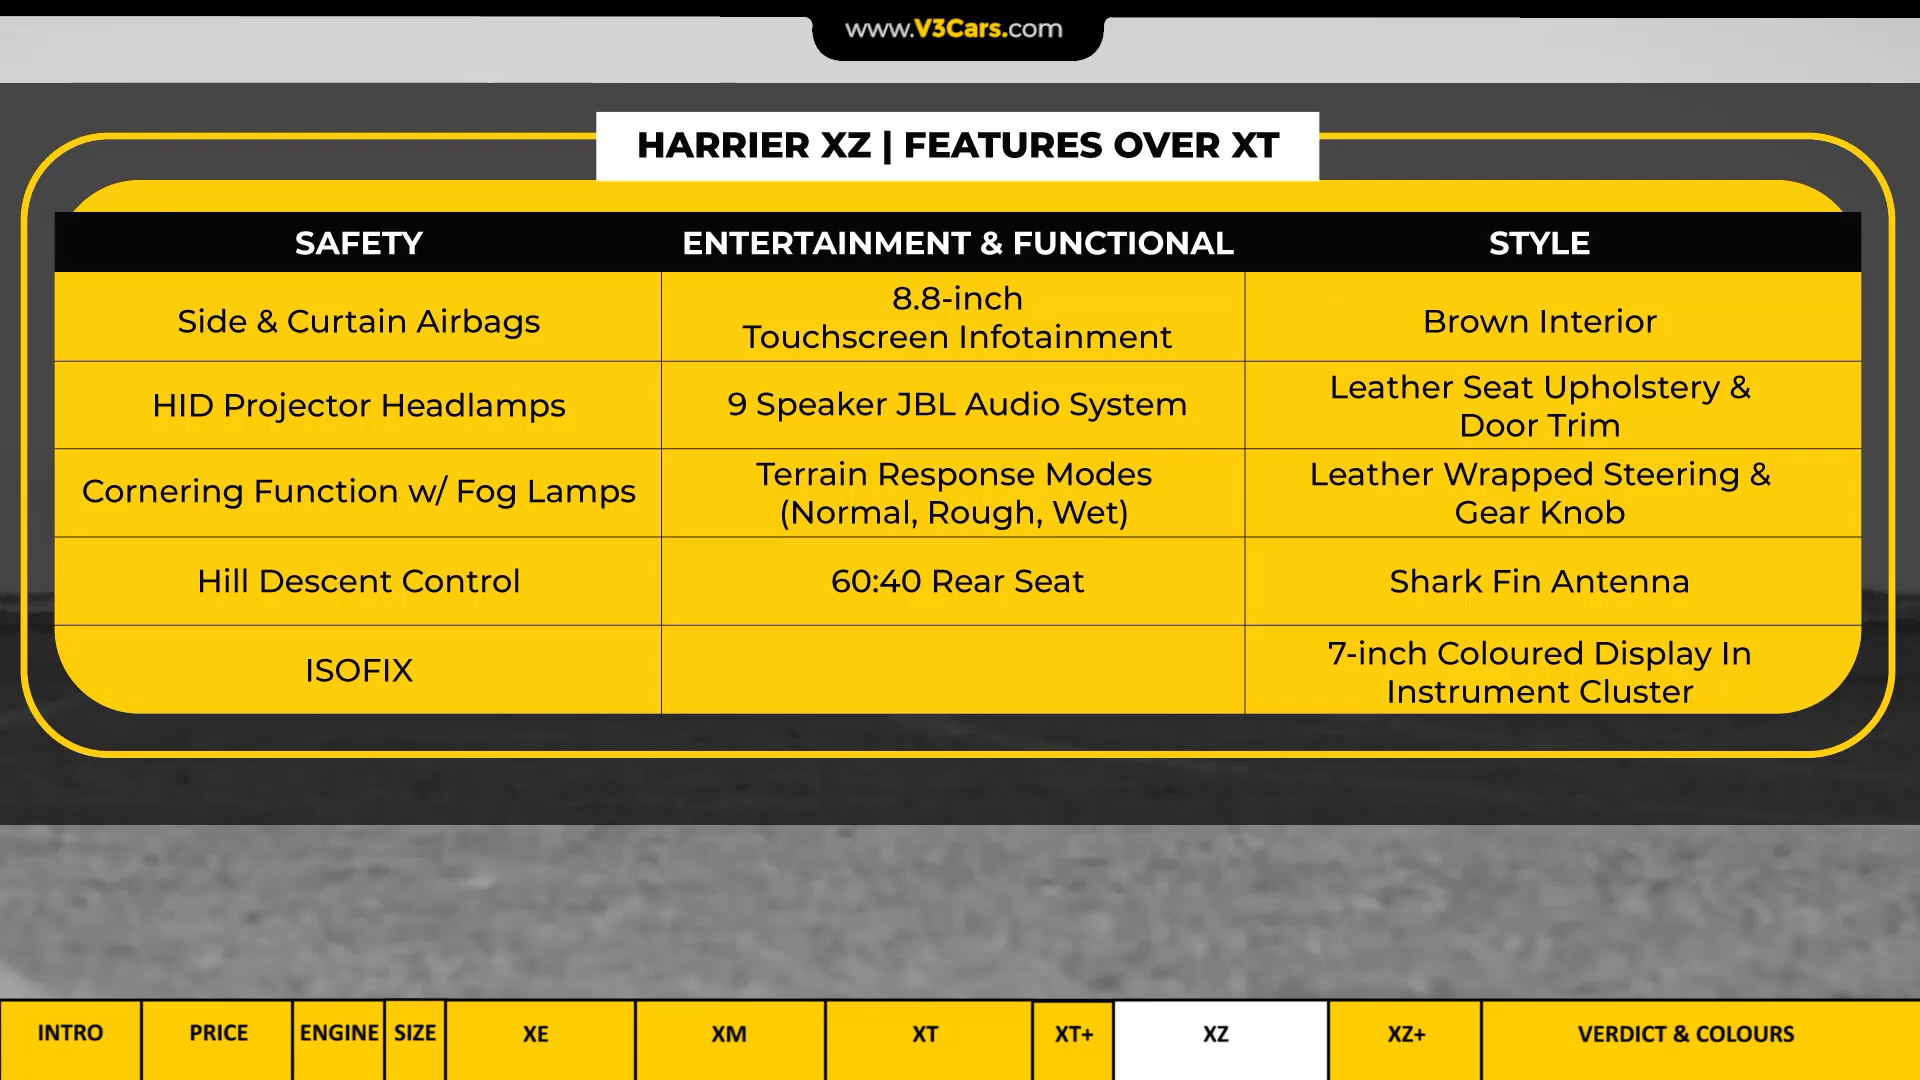 www.V3Cars.com
HARRIER XZ | FEATURES OVER XT
SAFETY
ENTERTAINMENT & FUNCTIONAL
STYLE
Side & Curtain Airbags
8.8-inch
Touchscreen Infotainment
Brown Interior
HID Projector Headlamps
9 Speaker JBL Audio System
Leather Seat Upholstery &
Door Trim
Cornering Function w/ Fog Lamps
Terrain Response Modes
(Normal, Rough, Wet)
Leather Wrapped Steering &
Gear Knob
Hill Descent Control
60:40 Rear Seat
Shark Fin Antenna
ISOFIX
7-inch Coloured Display In
Instrument Cluster
INTRO
PRICE
ENGINE
SIZE
XE
XM
XT
XT+
XZ
XZ+
VERDICT & COLOURS